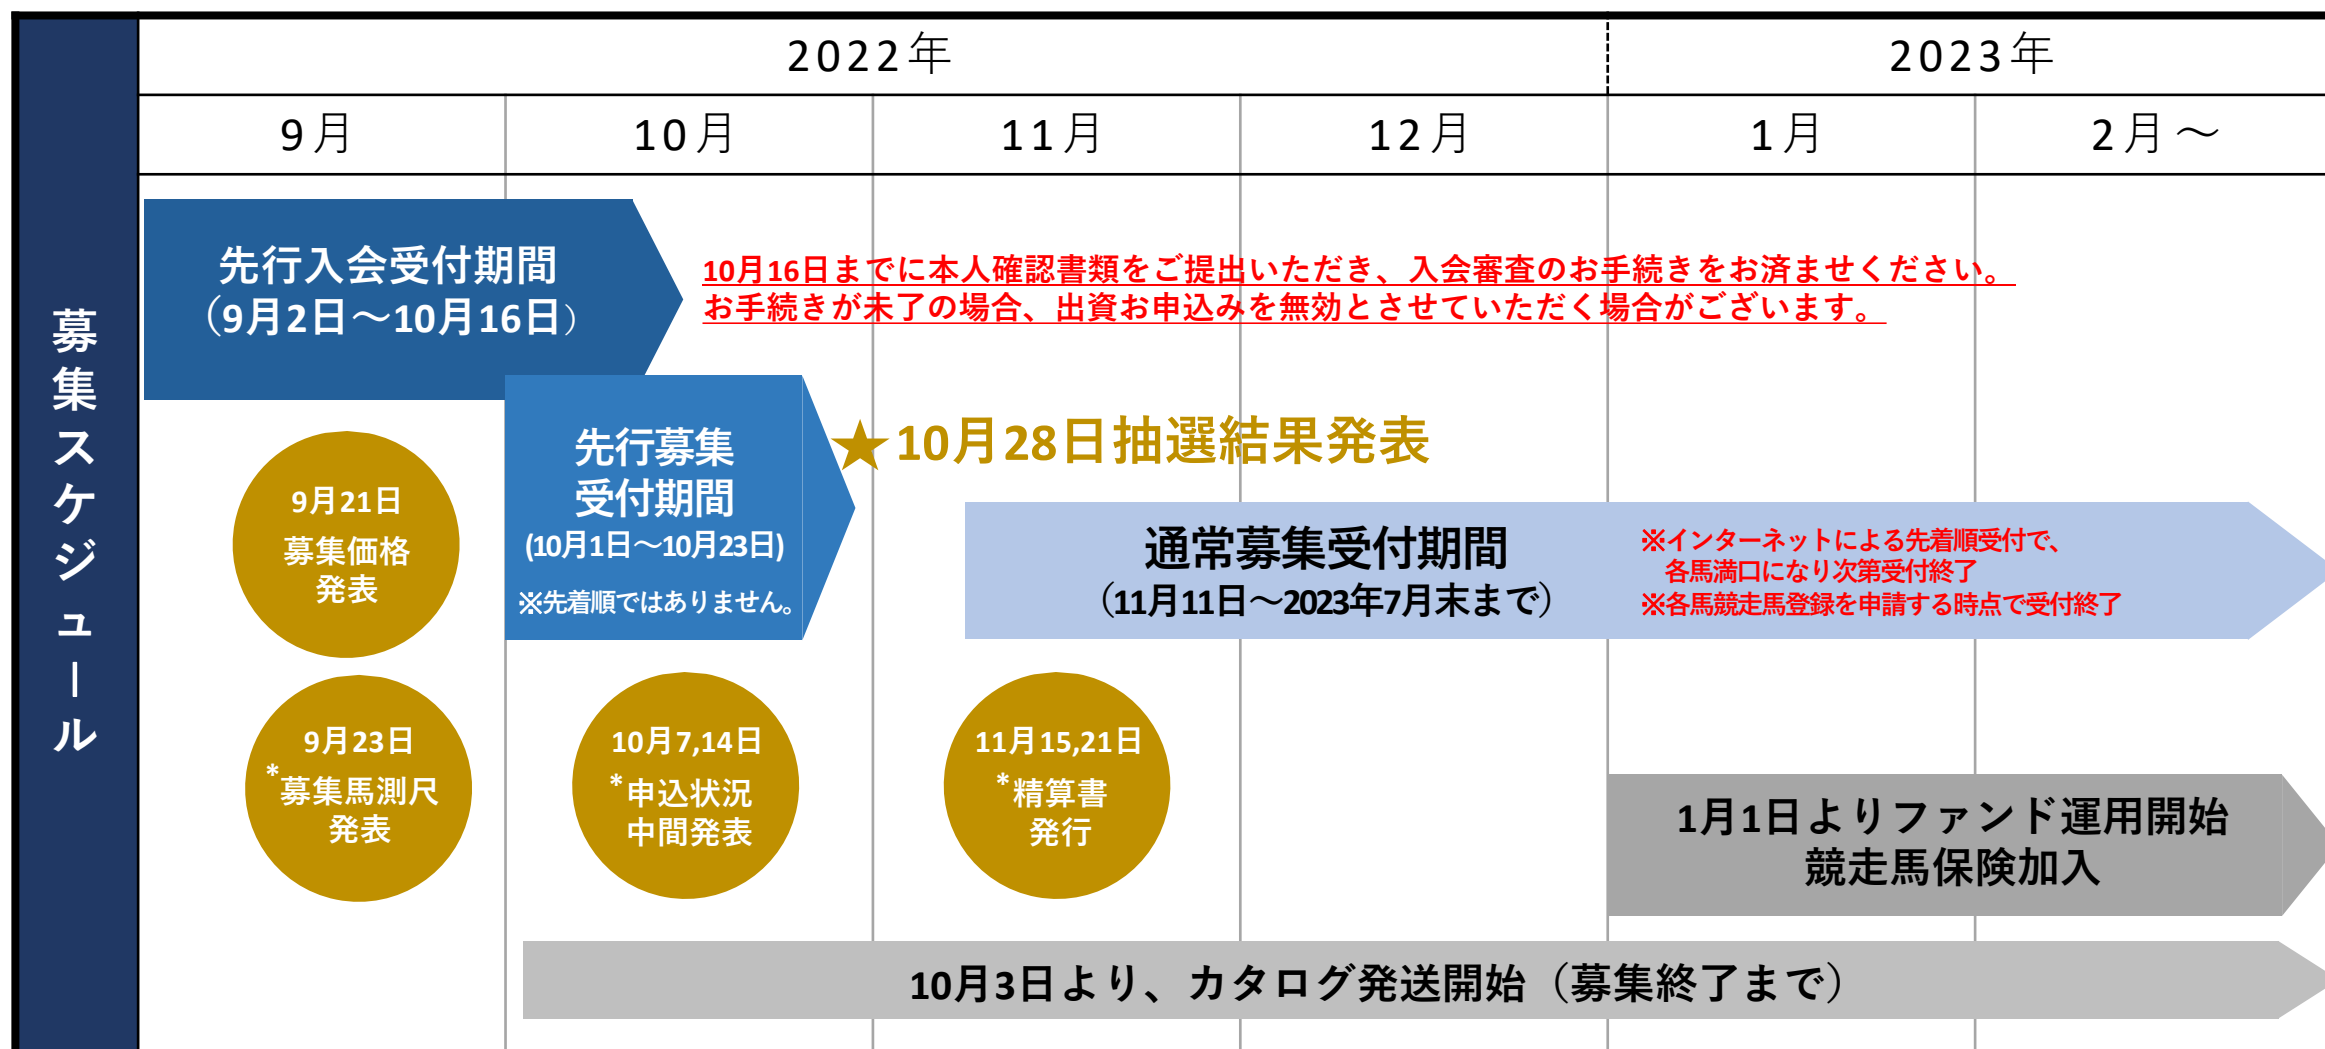 募集スケジュール
2022年
2023年
9月
10月
11月
12月
1月
2月～
先行入会受付期間
（9月2日～10月16日）
10月16日までに本人確認書類をご提出いただき、入会審査のお手続きをお済ませください。
お手続きが未了の場合、出資お申込みを無効とさせていただく場合がございます。
先行募集
受付期間
(10月1日～10月23日)
※先着順ではありません。
★10月28日抽選結果発表
9月21日
募集価格
発表
通常募集受付期間
（11月11日～2023年7月末まで）
※インターネットによる先着順受付で、
各馬満口になり次第受付終了
※各馬競走馬登録を申請する時点で受付終了
9月23日
*募集馬測尺
発表
10月7,14日
*申込状況
中間発表
11月15,21日
*精算書
発行
1月1日よりファンド運用開始
競走馬保険加入
10月3日より、カタログ発送開始（募集終了まで）